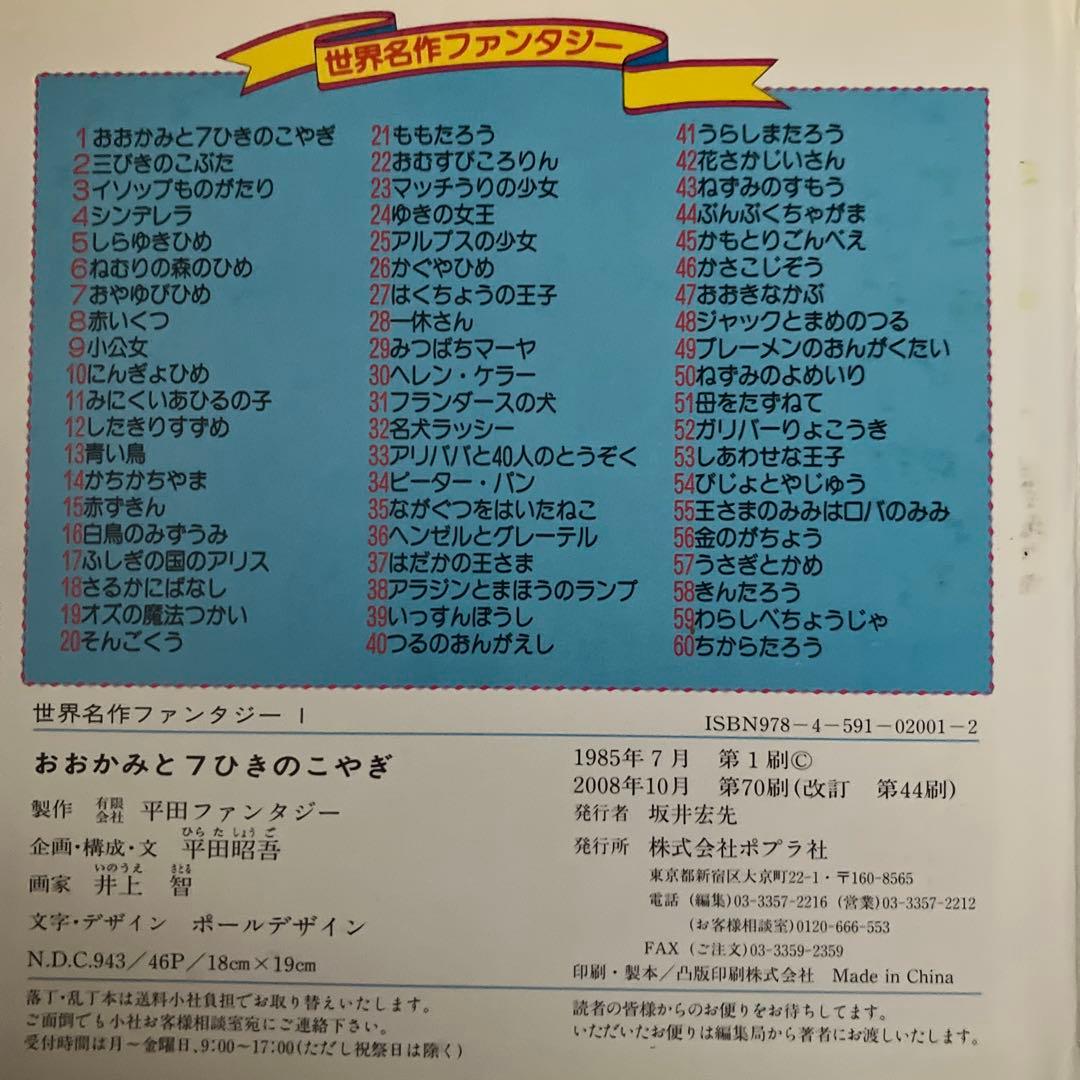 世界名作ファンタジー
1おおかみと7ひきのこやぎ
2三びきのこぶた
3イソップものがたり
4シンデレラ
5しらゆきひめ
6ねむりの森のひめ
7おやゆびひめ
8赤いくつ
9小公女
10にんぎょひめ
11みにくいあひるの子
12したきりすずめ
13青い鳥
14かちかちやま
15赤ずきん
16白鳥のみずうみ
17ふしぎの国のアリス
18さるかにばなし
19オズの魔法つかい
20そんごくう
21ももたろう
22おむすびころりん
23マッチうりの少女
24ゆきの女王
25アルプスの少女
26かぐやひめ
27はくちょうの王子
28一休さん
29みつばちマーヤ
30ヘレン・ケラー
31フランダースの犬
32名犬ラッシー
33アリババと40人のとうぞく
34ピーター・パン
35ながぐつをはいたねこ
36ヘンゼルとグレーテル
37はだかの王さま
38アラジンとまほうのランプ
39いっすんぼうし
40つるのおんがえし
41うらしまたろう
42花さかじいさん
43ねずみのすもう
44ぶんぶくちゃがま
45かもとりごんべえ
46かさこじぞう
47おおきなかぶ
48ジャックとまめのつる
49ブレーメンのおんがくたい
50ねずみのよめいり
51母をたずねて
52ガリバーりょこうき
53しあわせな王子
54びじょとやじゅう
55王さまのみみはロバのみみ
56金のがちょう
57うさぎとかめ
58きんたろう
59わらしべちょうじゃ
60ちからたろう
世界名作ファンタジー 1
ISBN978-4-591-02001-2
おおかみと7ひきのこやぎ
製作 有限会社 平田ファンタジー
ひら た しょう ご
企画・構成・文 平田昭吾
いのうえ さとる
画家 井上 智
文字・デザイン ポールデザイン
N.D.C.943/46P/18cm×19cm
1985年7月 第1刷©
2008年10月 第70刷(改訂 第44刷)
発行者 坂井宏先
発行所 株式会社ポプラ社
東京都新宿区大京町22-1・〒160-8565
電話 (編集)03-3357-2216 (営業)03-3357-2212
(お客様相談室)0120-666-553
FAX (ご注文)03-3359-2359
印刷・製本/凸版印刷株式会社 Made in China
落丁・乱丁本は送料小社負担でお取り替えいたします。
ご面倒でも小社お客様相談室宛にご連絡下さい。
受付時間は月〜金曜日、9:00〜17:00(ただし祝祭日は除く)
読者の皆様からのお便りをお待ちしてます。
いただいたお便りは編集局から著者にお渡しいたします。